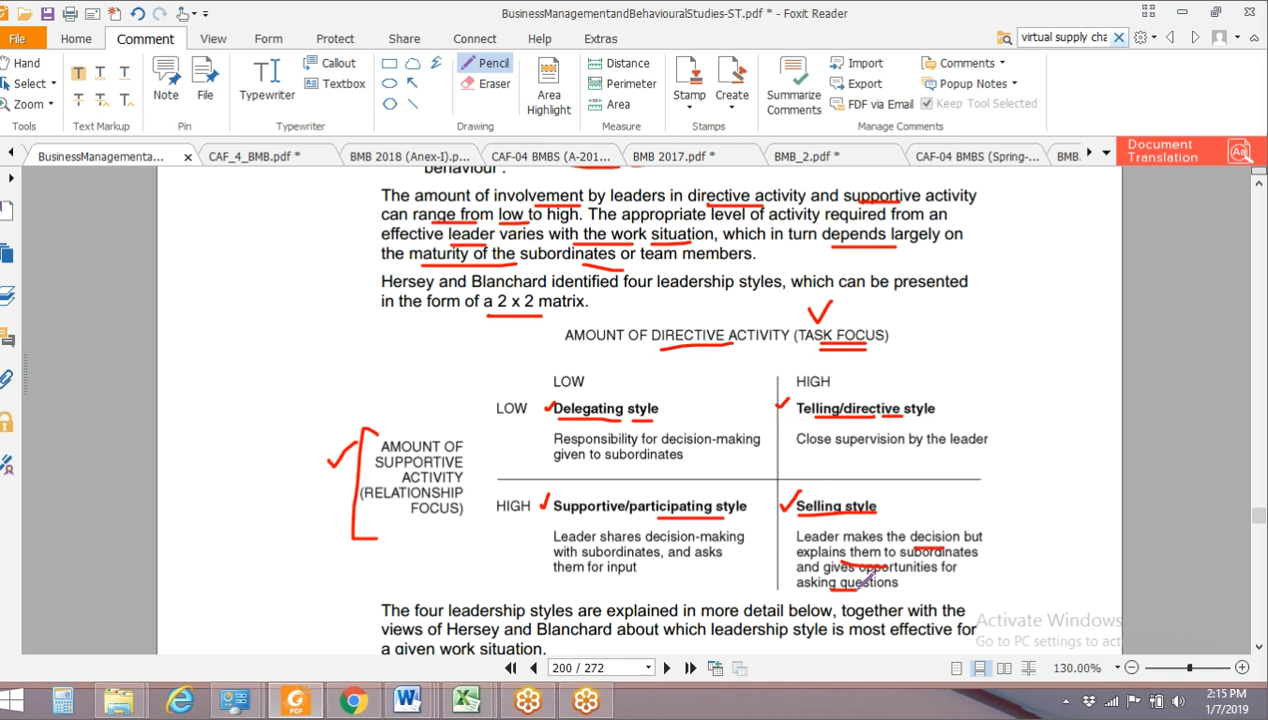 BusinessManagementandBehaviouralStudies-ST.pdf * - Foxit Reader
File Home Comment View Form Protect Share Connect Help Extras virtual supply cha
Hand
Select
Zoom
Note
File
Typewriter
Callout
Textbox
Pencil
Eraser
Area
Highlight
Distance
Perimeter
Area
Stamp
Create
Summarize
Comments
Import
Export
FDF via Email
Comments
Popup Notes
Keep Tool Selected
Tools Text Markup Pin Typewriter Drawing Measure Stamps Manage Comments
BusinessManagementa... CAF_4_BMB.pdf * BMB 2018 (Anex-I).p... CAF-04 BMBS (A-201... BMB 2017.pdf * BMB_2.pdf * CAF-04 BMBS (Spring-... BMB.
Document
Translation
behaviour'.
The amount of involvement by leaders in directive activity and supportive activity
can range from low to high. The appropriate level of activity required from an
effective leader varies with the work situation, which in turn depends largely on
the maturity of the subordinates or team members.
Hersey and Blanchard identified four leadership styles, which can be presented
in the form of a 2 x 2 matrix.
AMOUNT OF DIRECTIVE ACTIVITY (TASK FOCUS)
LOW HIGH
LOW Delegating style Telling/directive style
Responsibility for decision-making
given to subordinates
Close supervision by the leader
AMOUNT OF
SUPPORTIVE
ACTIVITY
(RELATIONSHIP
FOCUS)
HIGH Supportive/participating style Selling style
Leader shares decision-making
with subordinates, and asks
them for input
Leader makes the decision but
explains them to subordinates
and gives opportunities for
asking questions
The four leadership styles are explained in more detail below, together with the
views of Hersey and Blanchard about which leadership style is most effective for
a given work situation.
Activate Windows
Go to PC settings to act
200 / 272
130.00%
2:15 PM
1/7/2019